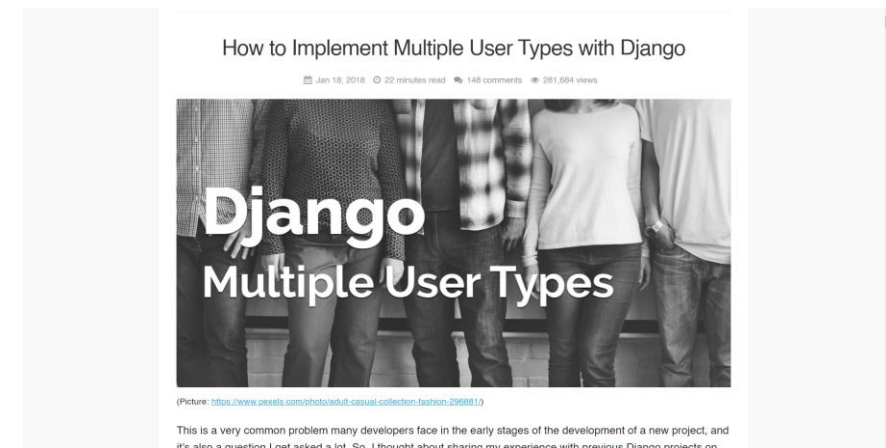 How to Implement Multiple User Types with Django
Jan 18, 2018 22 minutes read 148 comments 281,684 views
Django
Multiple User Types
(Picture: https://www.pexels.com/photo/adult-casual-collection-fashion-296881/)
This is a very common problem many developers face in the early stages of the development of a new project, and
it's also a question I get asked a lot. So, I thought about sharing my experience with previous Django projects on